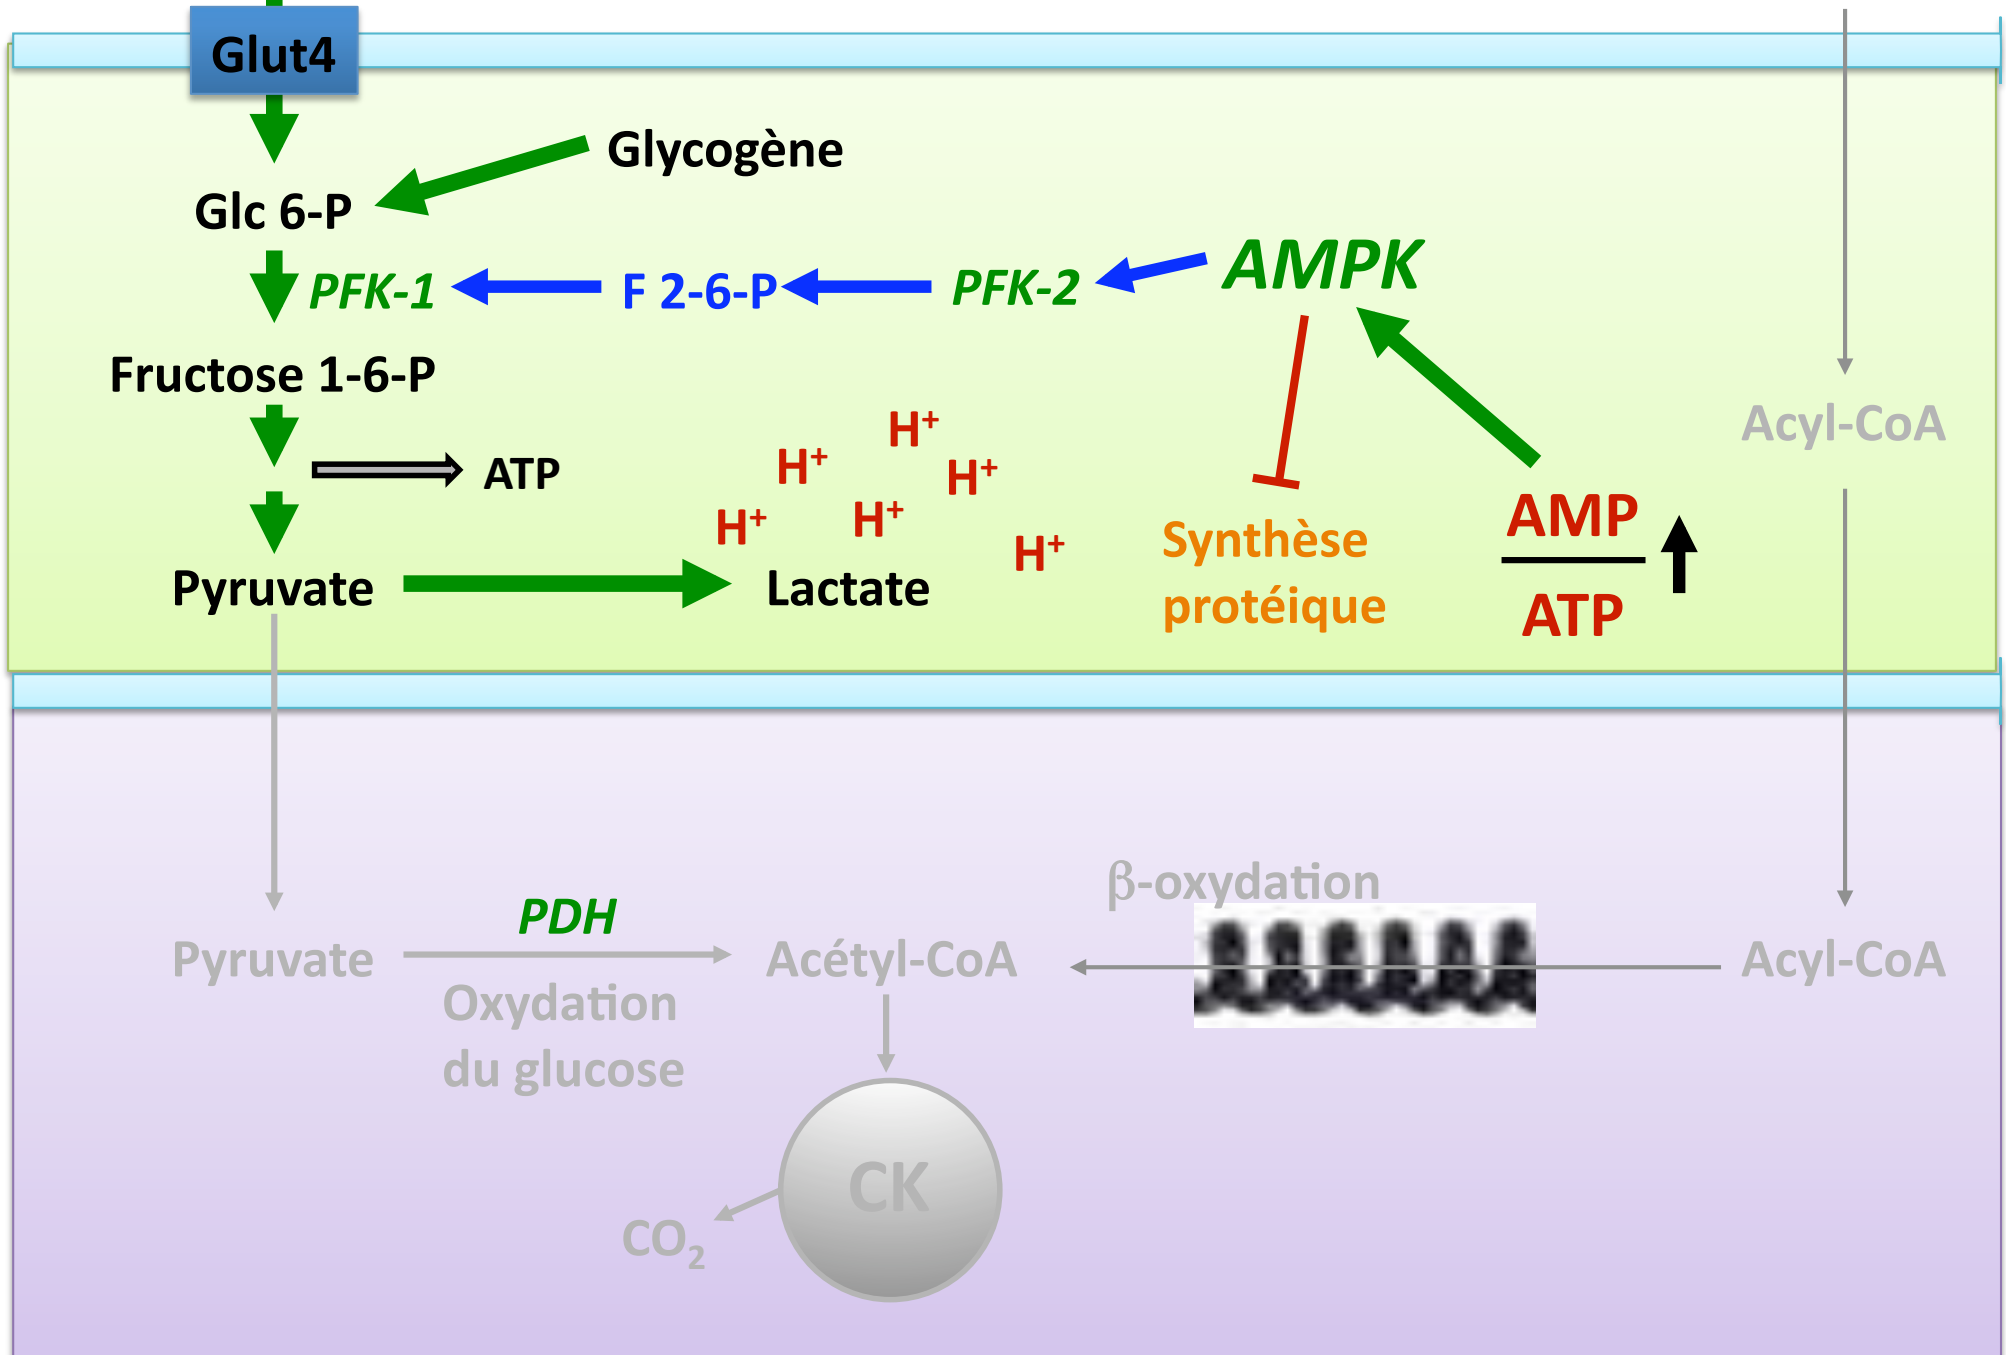 Glut4
Glycogène
Glc 6-P
PFK-1
F 2-6-P
PFK-2
AMPK
Fructose 1-6-P
ATP
H⁺
H⁺
H⁺
H⁺
H⁺
H⁺
Acyl-CoA
Synthèse
protéique
AMP
ATP
Pyruvate
Lactate
β-oxydation
PDH
Pyruvate
Acétyl-CoA
Acyl-CoA
Oxydation
du glucose
CK
CO₂